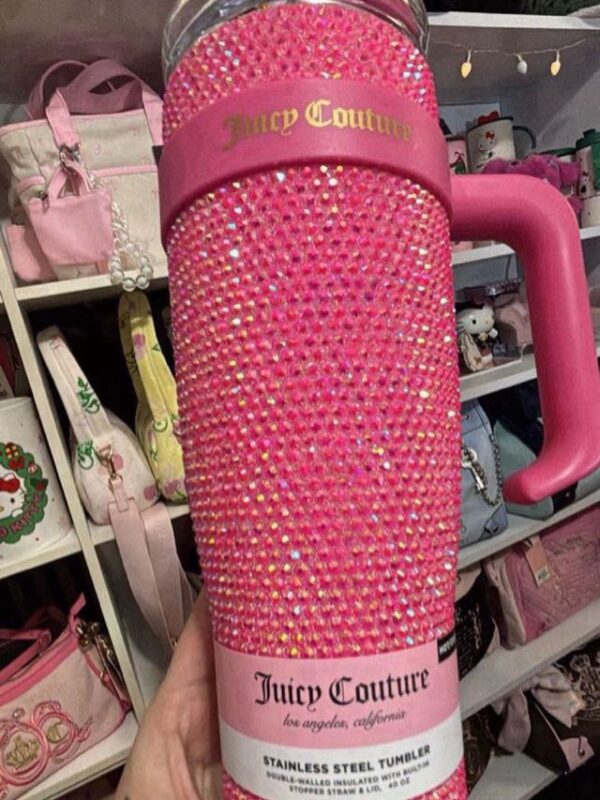 Juicy Couture
Juicy Couture
los angeles, california
STAINLESS STEEL TUMBLER
DOUBLE-WALLED INSULATED WITH BUILT-IN
STOPPER STRAW & LID, 40 OZ